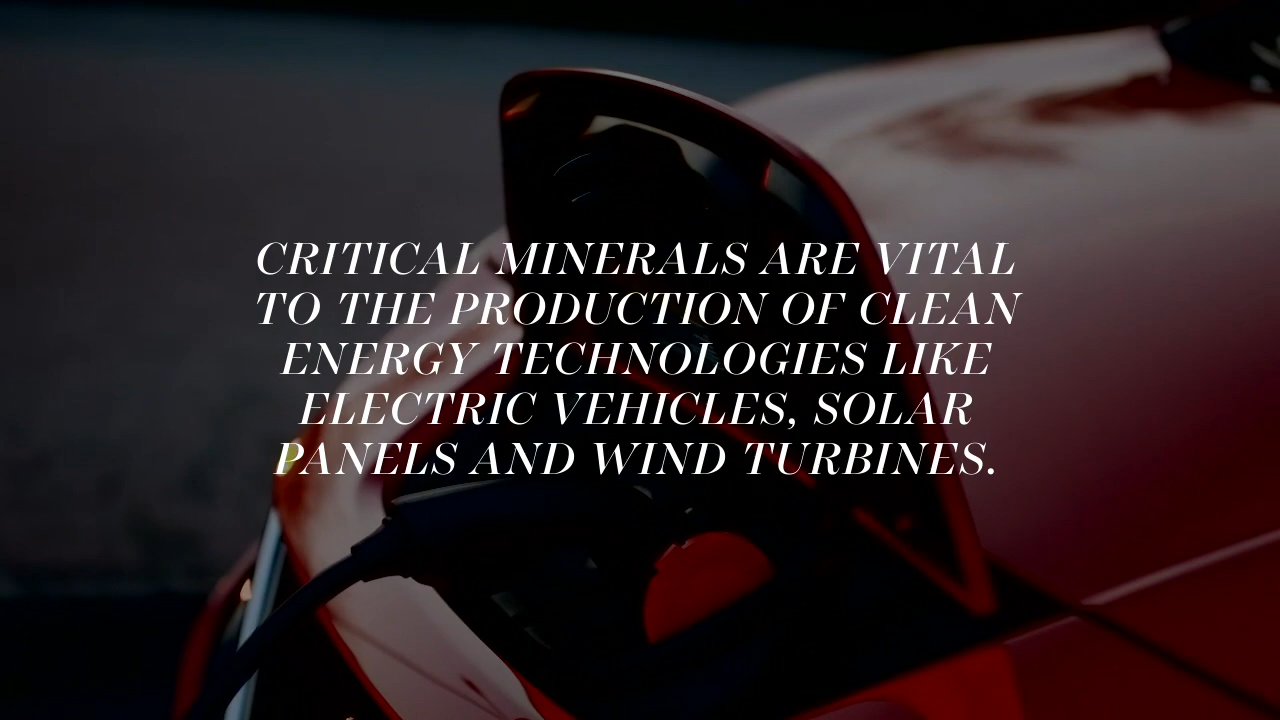 CRITICAL MINERALS ARE VITAL
TO THE PRODUCTION OF CLEAN
ENERGY TECHNOLOGIES LIKE
ELECTRIC VEHICLES, SOLAR
PANELS AND WIND TURBINES.